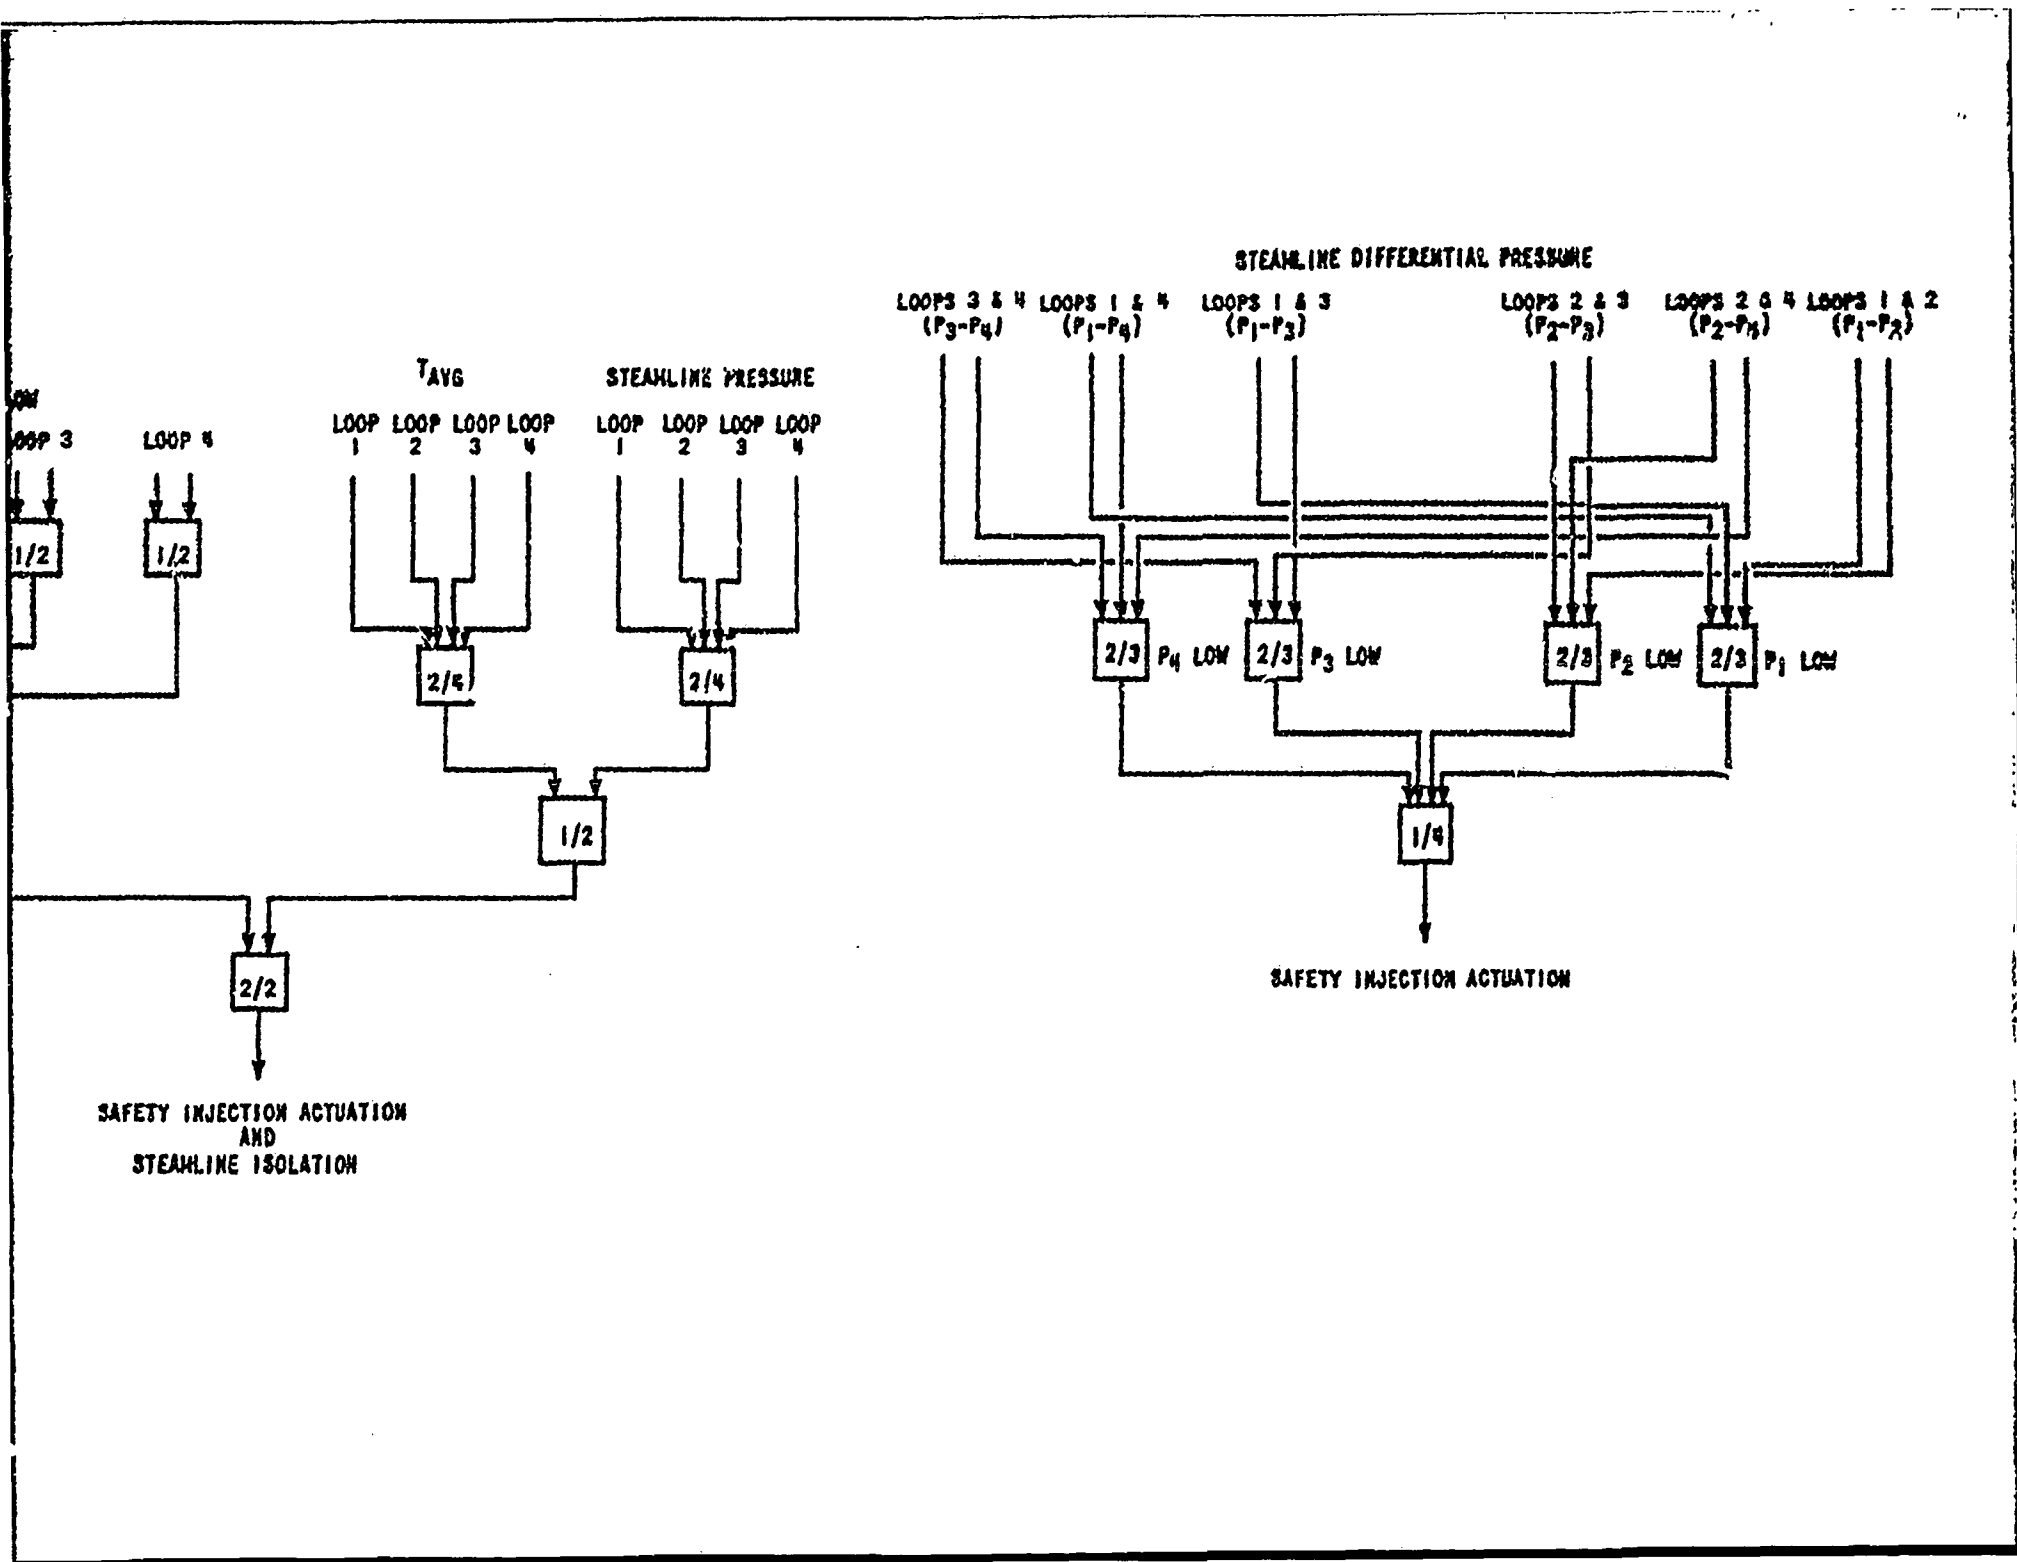 STEAMLINE DIFFERENTIAL PRESSURE
LOOPS 3 & 4 LOOPS 1 & 4 LOOPS 1 & 3 LOOPS 2 & 3 LOOPS 2 & 4 LOOPS 1 & 2
(P3-P4) (P1-P4) (P1-P3) (P2-P3) (P2-P4) (P1-P2)
TAVG STEAMLINE PRESSURE
OOP 3 LOOP 4
LOOP LOOP LOOP LOOP LOOP LOOP LOOP LOOP
1 2 3 4 1 2 3 4
1/2 1/2
2/3 P4 LOW 2/3 P3 LOW 2/3 P2 LOW 2/3 P1 LOW
2/4 2/4
1/2 1/4
2/2
SAFETY INJECTION ACTUATION
SAFETY INJECTION ACTUATION
AND
STEAMLINE ISOLATION